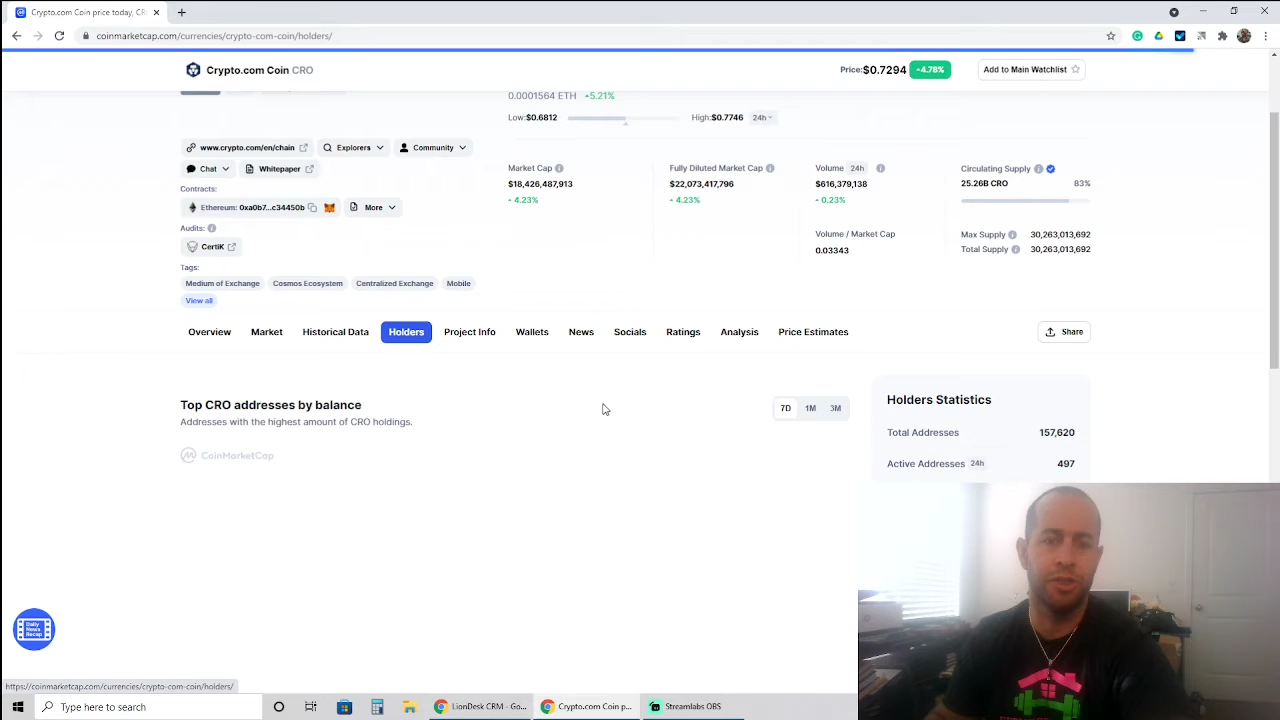 Crypto.com Coin price today, CR
coinmarketcap.com/currencies/crypto-com-coin/holders/
Crypto.com Coin CRO
Price: $0.7294 4.78%
Add to Main Watchlist
0.0001564 ETH 5.21%
Low: $0.6812
High: $0.7746 24h
www.crypto.com/en/chain
Explorers
Community
Chat
Whitepaper
Contracts:
Ethereum: 0xa0b7...c34450b
More
Audits:
CertiK
Tags:
Medium of Exchange
Cosmos Ecosystem
Centralized Exchange
Mobile
View all
Market Cap
$18,426,487,913
4.23%
Fully Diluted Market Cap
$22,073,417,796
4.23%
Volume 24h
$616,379,138
0.23%
Volume / Market Cap
0.03343
Circulating Supply
25.26B CRO 83%
Max Supply 30,263,013,692
Total Supply 30,263,013,692
Overview
Market
Historical Data
Holders
Project Info
Wallets
News
Socials
Ratings
Analysis
Price Estimates
Share
Top CRO addresses by balance
Addresses with the highest amount of CRO holdings.
7D 1M 3M
CoinMarketCap
Holders Statistics
Total Addresses 157,620
Active Addresses 24h 497
Daily
News
Recap
https://coinmarketcap.com/currencies/crypto-com-coin/holders/
Type here to search
LionDesk CRM - Go...
Crypto.com Coin p...
Streamlabs OBS